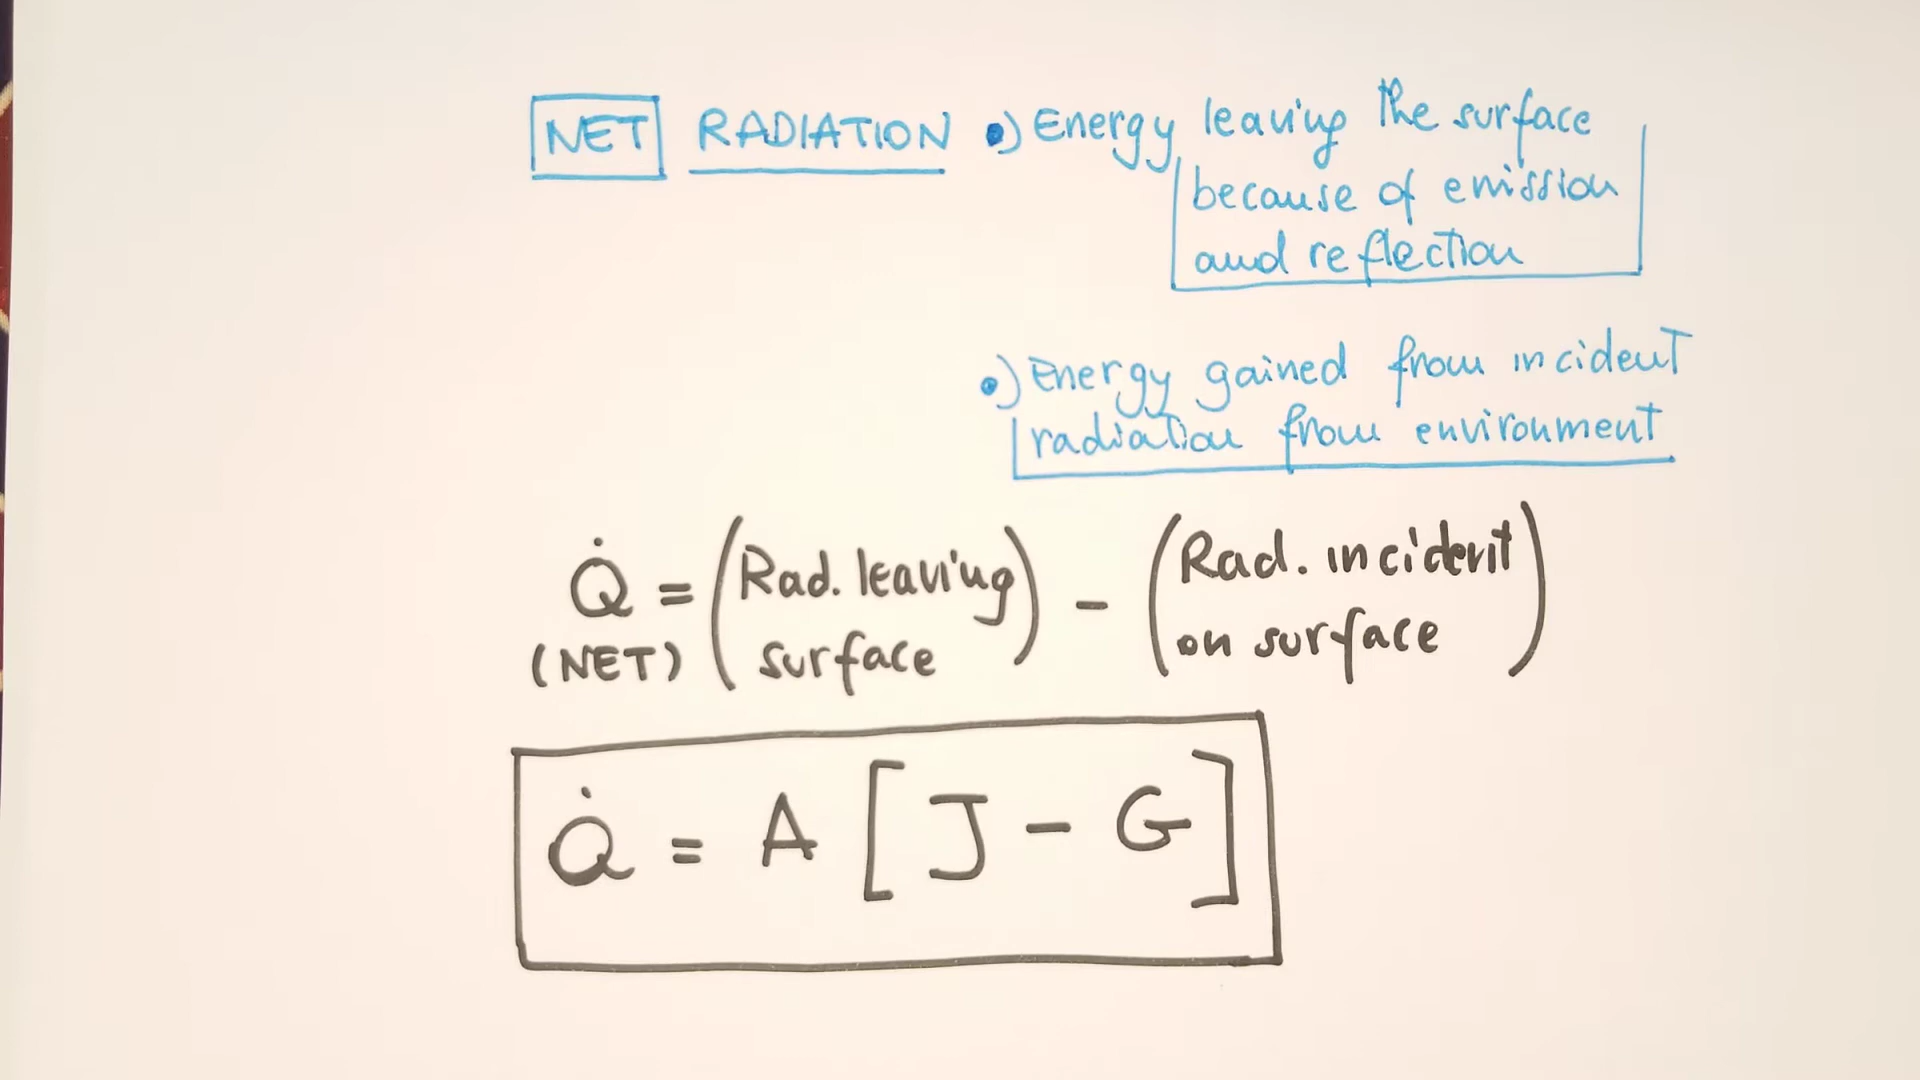 NET RADIATION •) Energy leaving the surface
because of emission
and reflection
•) Energy gained from incident
radiation from environment
Q̇ = (Rad. leaving surface) - (Rad. incident on surface)
(NET)
Q̇ = A [J - G]